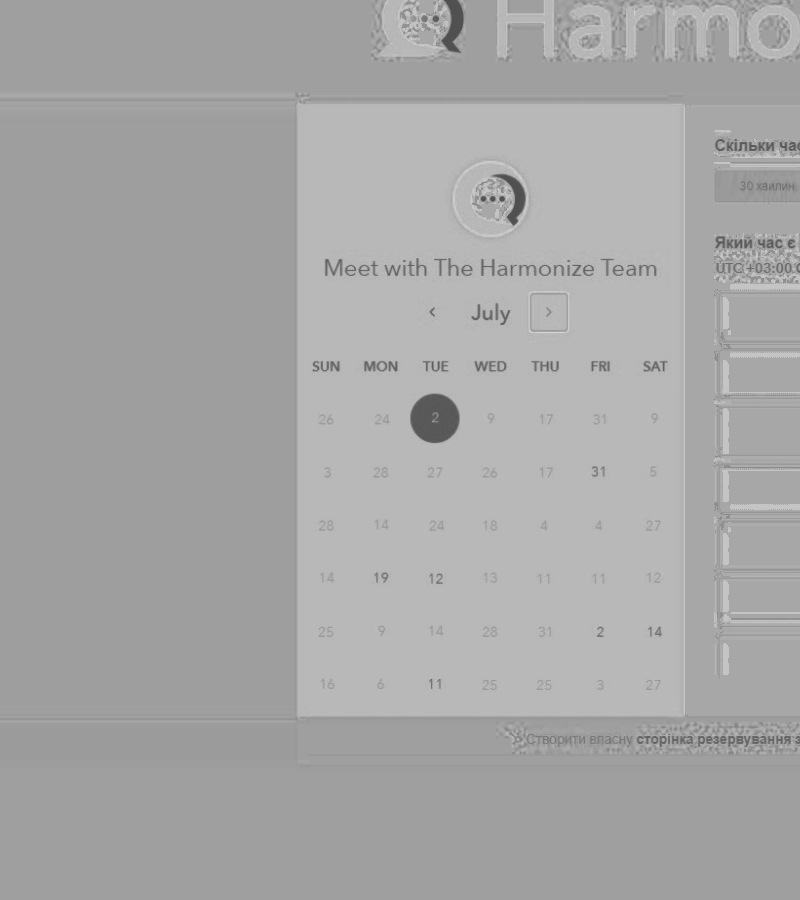 Harmo
Meet with The Harmonize Team
‹ July ›
SUN MON TUE WED THU FRI SAT
26 24 2 9 17 31 9
3 28 27 26 17 31 5
28 14 24 18 4 4 27
14 19 12 13 11 11 12
25 9 14 28 31 2 14
16 6 11 25 25 3 27
Скільки час
30 хвилин
Який час є
UTC +03:00
Створити власну сторінка резервування з